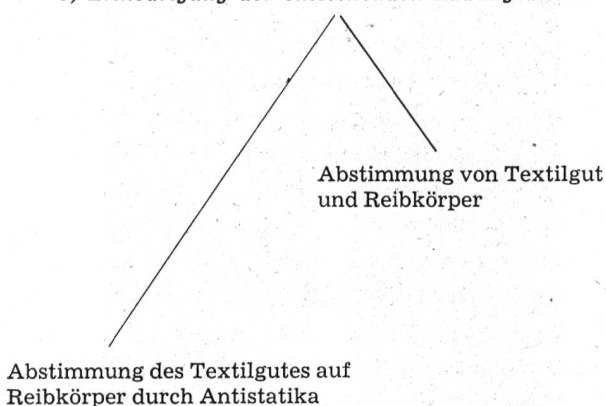 Abstimmung von Textilgut
und Reibkörper
Abstimmung des Textilgutes auf
Reibkörper durch Antistatika